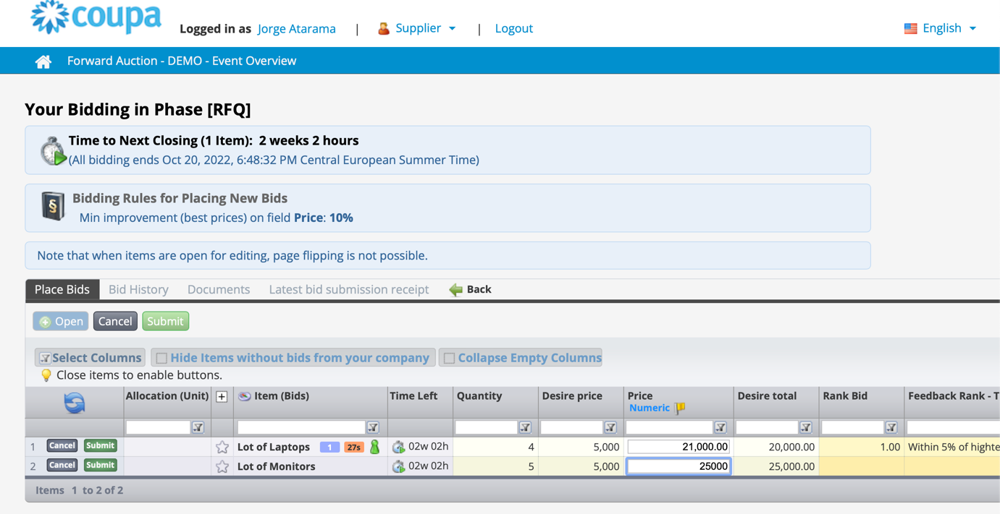 coupa
Logged in as Jorge Atarama | Supplier | Logout English
Forward Auction - DEMO - Event Overview
Your Bidding in Phase [RFQ]
Time to Next Closing (1 Item): 2 weeks 2 hours
(All bidding ends Oct 20, 2022, 6:48:32 PM Central European Summer Time)
§
Bidding Rules for Placing New Bids
Min improvement (best prices) on field Price: 10%
Note that when items are open for editing, page flipping is not possible.
Place Bids Bid History Documents Latest bid submission receipt Back
Open Cancel Submit
Select Columns Hide Items without bids from your company Collapse Empty Columns
Close items to enable buttons.
Allocation (Unit) + Item (Bids) Time Left Quantity Desire price Price Desire total Rank Bid Feedback Rank - T
Numeric
1 Cancel Submit Lot of Laptops 1 27s 02w 02h 4 5,000 21,000.00 20,000.00 1.00 Within 5% of highte
2 Cancel Submit Lot of Monitors 02w 02h 5 5,000 25000 25,000.00
Items 1 to 2 of 2